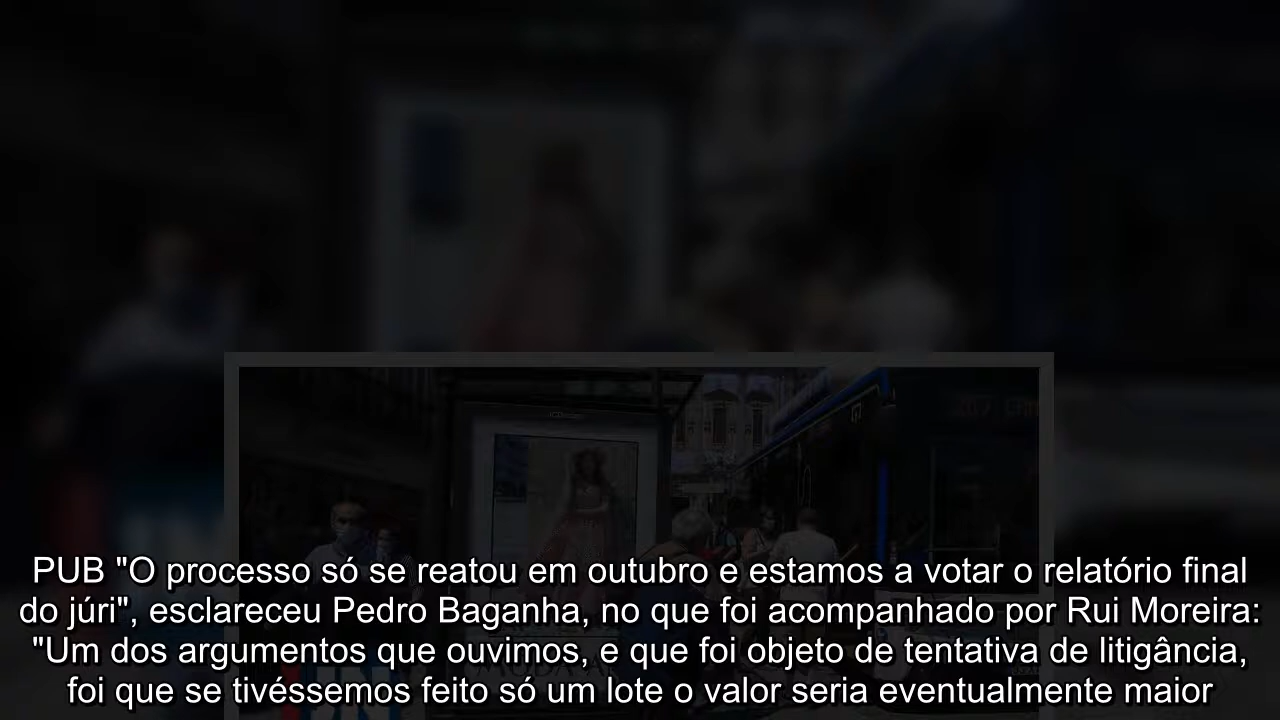 PUB "O processo só se reatou em outubro e estamos a votar o relatório final
do júri", esclareceu Pedro Baganha, no que foi acompanhado por Rui Moreira:
"Um dos argumentos que ouvimos, e que foi objeto de tentativa de litigância,
foi que se tivéssemos feito só um lote o valor seria eventualmente maior